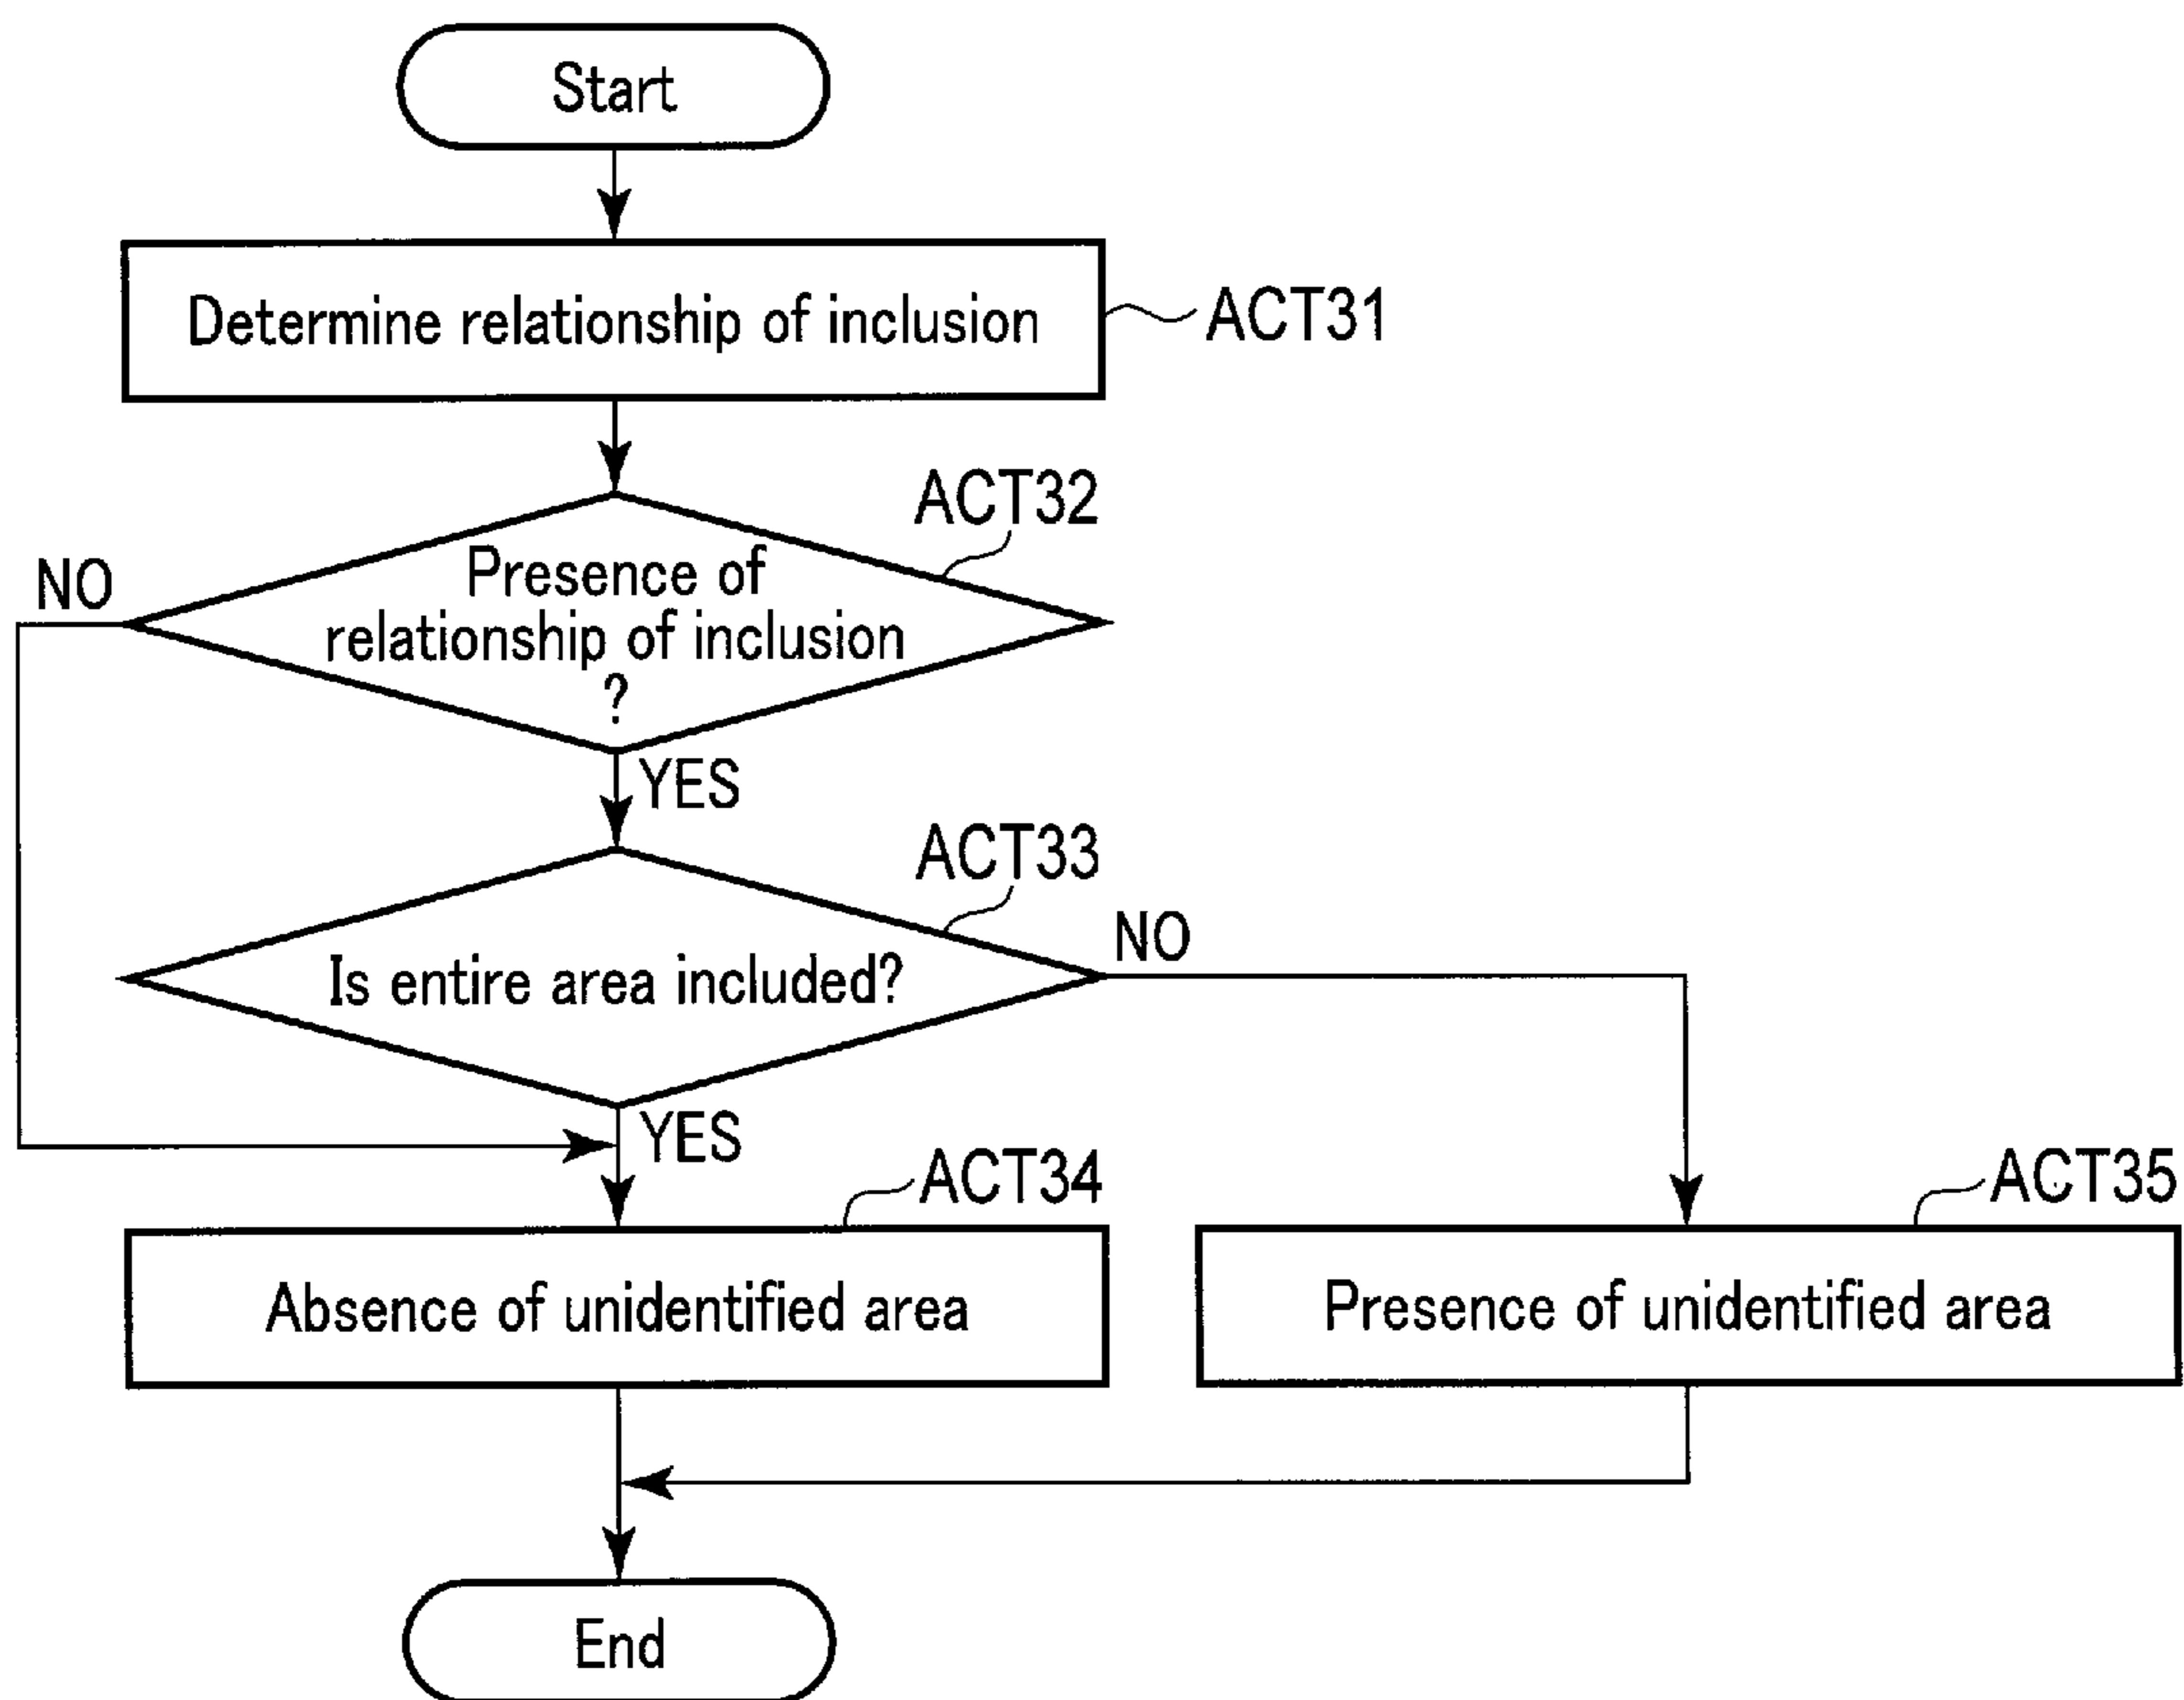 Start
Determine relationship of inclusion
ACT31
ACT32
NO
Presence of
relationship of inclusion
?
YES
ACT33
NO
Is entire area included?
YES
ACT34
ACT35
Absence of unidentified area
Presence of unidentified area
End